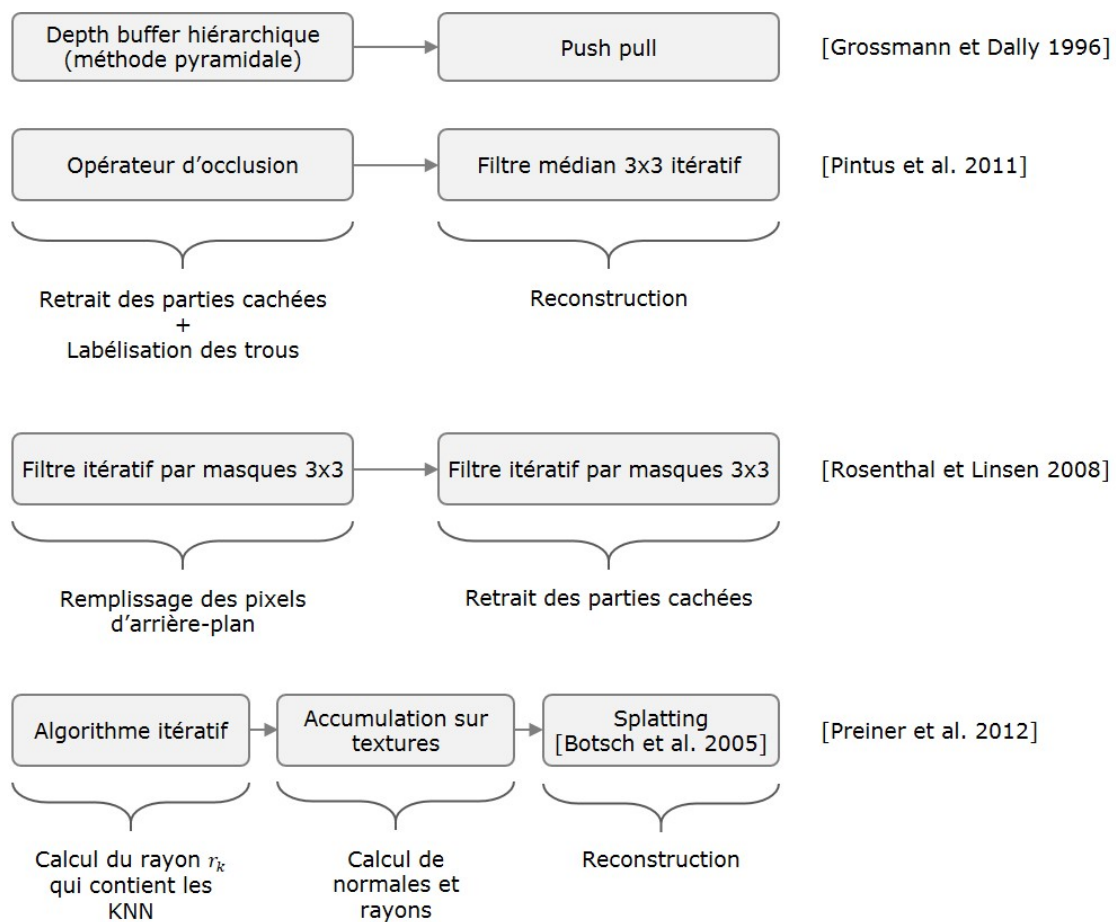 Depth buffer hiérarchique
(méthode pyramidale)
Push pull
[Grossmann et Dally 1996]
Opérateur d'occlusion
Filtre médian 3x3 itératif
[Pintus et al. 2011]
Retrait des parties cachées
+
Labélisation des trous
Reconstruction
Filtre itératif par masques 3x3
Filtre itératif par masques 3x3
[Rosenthal et Linsen 2008]
Remplissage des pixels
d'arrière-plan
Retrait des parties cachées
Algorithme itératif
Accumulation sur
textures
Splatting
[Botsch et al. 2005]
[Preiner et al. 2012]
Calcul du rayon r_k
qui contient les
KNN
Calcul de
normales et
rayons
Reconstruction